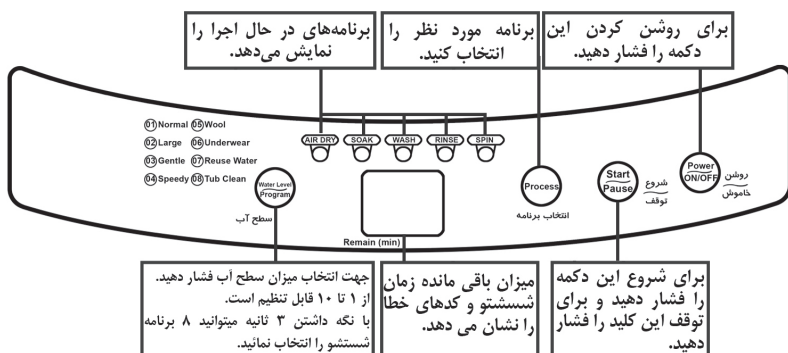 برنامه‌های در حال اجرا را
نمایش می‌دهد.
برنامه مورد نظر را
انتخاب کنید.
برای روشن کردن این
دکمه را فشار دهید.
01 Normal 05 Wool
02 Large 06 Underwear
03 Gentle 07 Reuse Water
04 Speedy 08 Tub Clean
AIR DRY SOAK WASH RINSE SPIN
Water Level
Program
سطح آب
Remain (min)
Process
انتخاب برنامه
Start
Pause
شروع
توقف
Power
ON/OFF
روشن
خاموش
جهت انتخاب میزان سطح آب فشار دهید.
از ۱ تا ۱۰ قابل تنظیم است.
با نگه داشتن ۳ ثانیه میتوانید ۸ برنامه
شستشو را انتخاب نمائید.
میزان باقی مانده زمان
شسشتو و کدهای خطا
را نشان می دهد.
برای شروع این دکمه
را فشار دهید و برای
توقف این کلید را فشار
دهید.